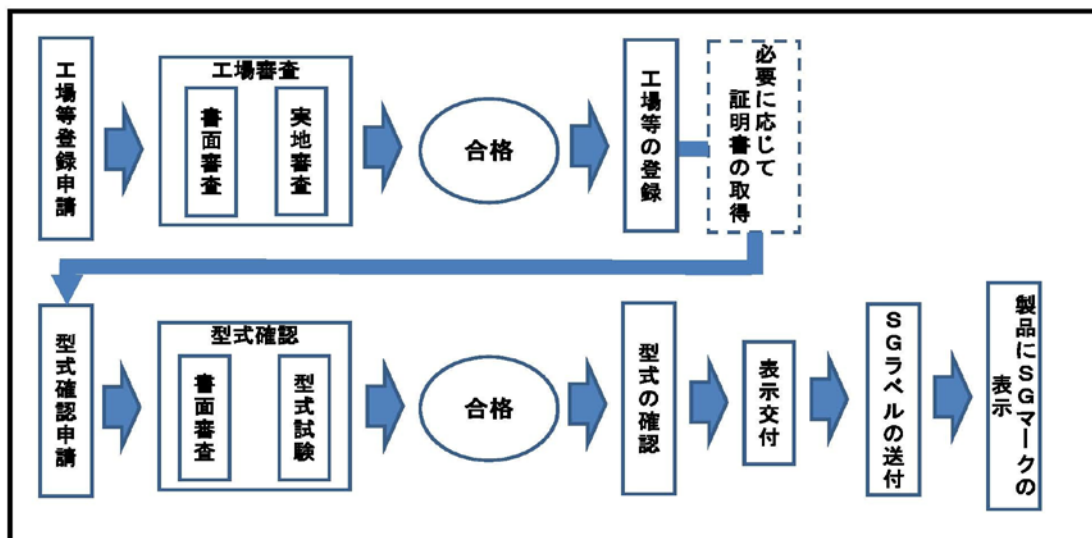 工場等登録申請
工場審査
書面審査
実地審査
合格
工場等の登録
必要に応じて
証明書の取得
型式確認申請
型式確認
書面審査
型式試験
合格
型式の確認
表示交付
SGラベルの送付
製品にSGマークの
表示